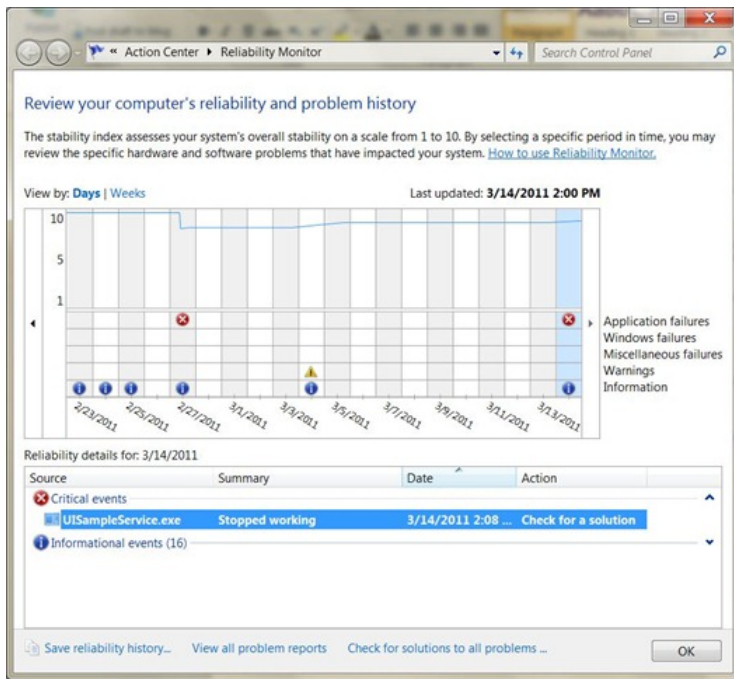 « Action Center ▸ Reliability Monitor
Search Control Panel
Review your computer's reliability and problem history
The stability index assesses your system's overall stability on a scale from 1 to 10. By selecting a specific period in time, you may
review the specific hardware and software problems that have impacted your system. How to use Reliability Monitor.
View by: Days | Weeks
Last updated: 3/14/2011 2:00 PM
10
5
1
Application failures
Windows failures
Miscellaneous failures
Warnings
Information
2/23/2011 2/25/2011 2/27/2011 3/1/2011 3/3/2011 3/5/2011 3/7/2011 3/9/2011 3/11/2011 3/13/2011
Reliability details for: 3/14/2011
Source Summary Date Action
Critical events
UISampleService.exe Stopped working 3/14/2011 2:08 ... Check for a solution
Informational events (16)
Save reliability history... View all problem reports Check for solutions to all problems ...
OK